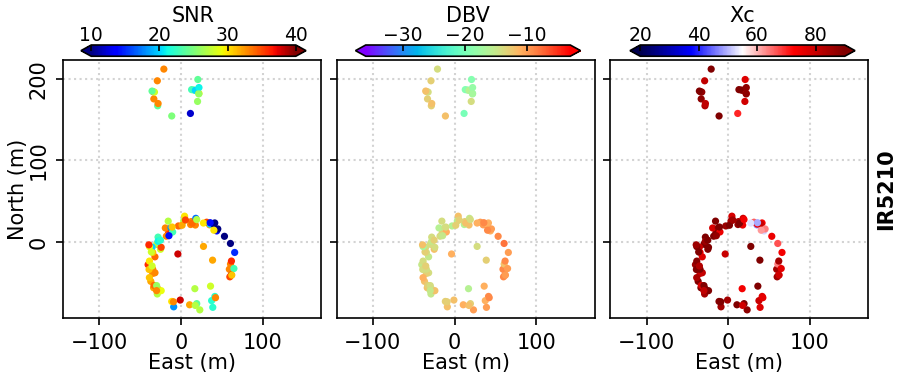 SNR DBV Xc
10 20 30 40 −30 −20 −10 20 40 60 80
200
100
0
North (m)
IR5210
−100 0 100 −100 0 100 −100 0 100
East (m) East (m) East (m)